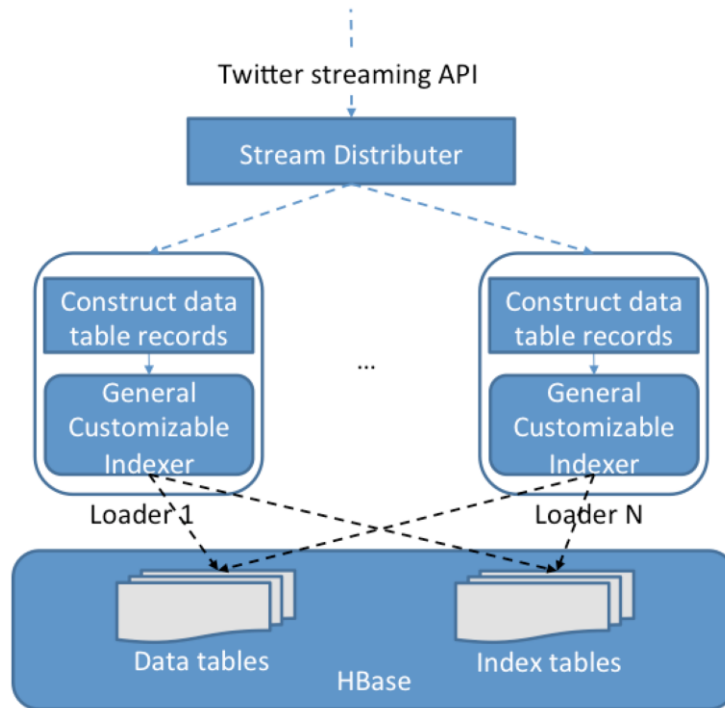 Twitter streaming API
Stream Distributer
Construct data
table records
General
Customizable
Indexer
Loader 1
...
Construct data
table records
General
Customizable
Indexer
Loader N
Data tables
Index tables
HBase